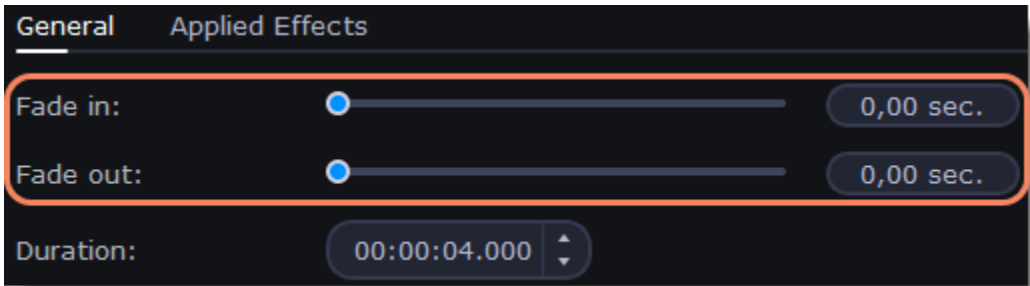 General Applied Effects
Fade in: 0,00 sec.
Fade out: 0,00 sec.
Duration: 00:00:04.000